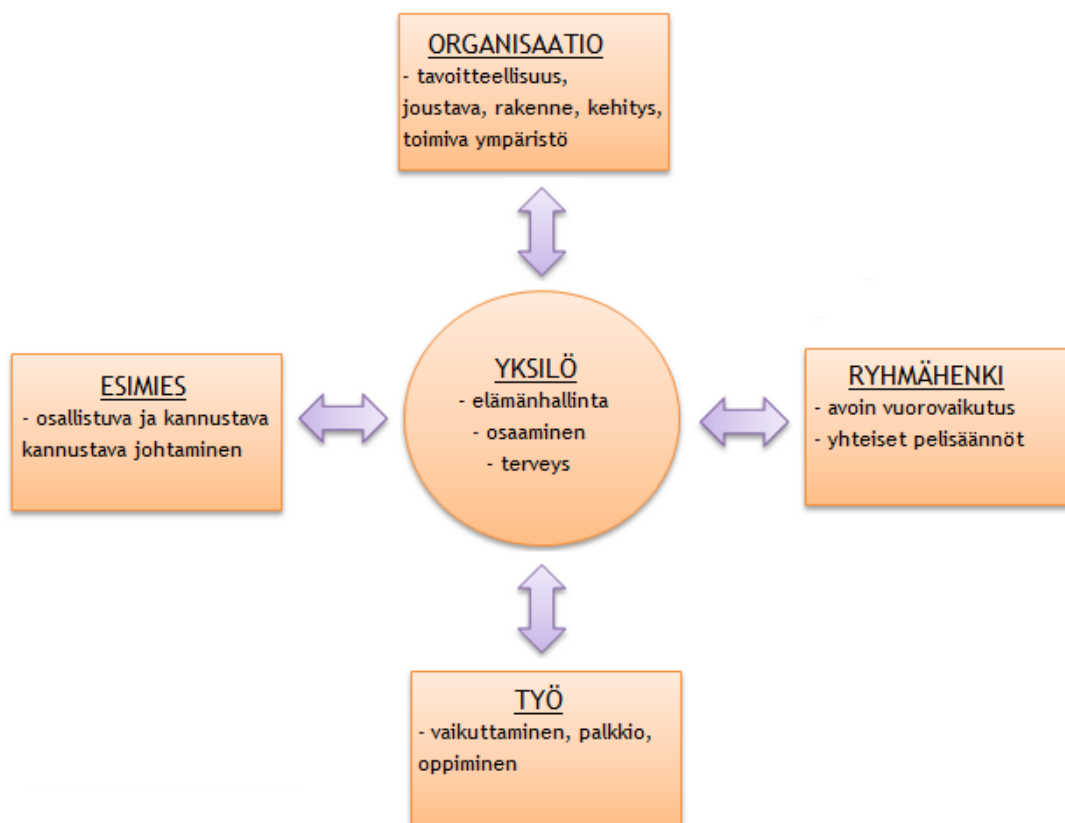 ORGANISAATIO
- tavoitteellisuus,
joustava, rakenne, kehitys,
toimiva ympäristö
ESIMIES
- osallistuva ja kannustava
kannustava johtaminen
YKSILÖ
- elämänhallinta
- osaaminen
- terveys
RYHMÄHENKI
- avoin vuorovaikutus
- yhteiset pelisäännöt
TYÖ
- vaikuttaminen, palkkio,
oppiminen